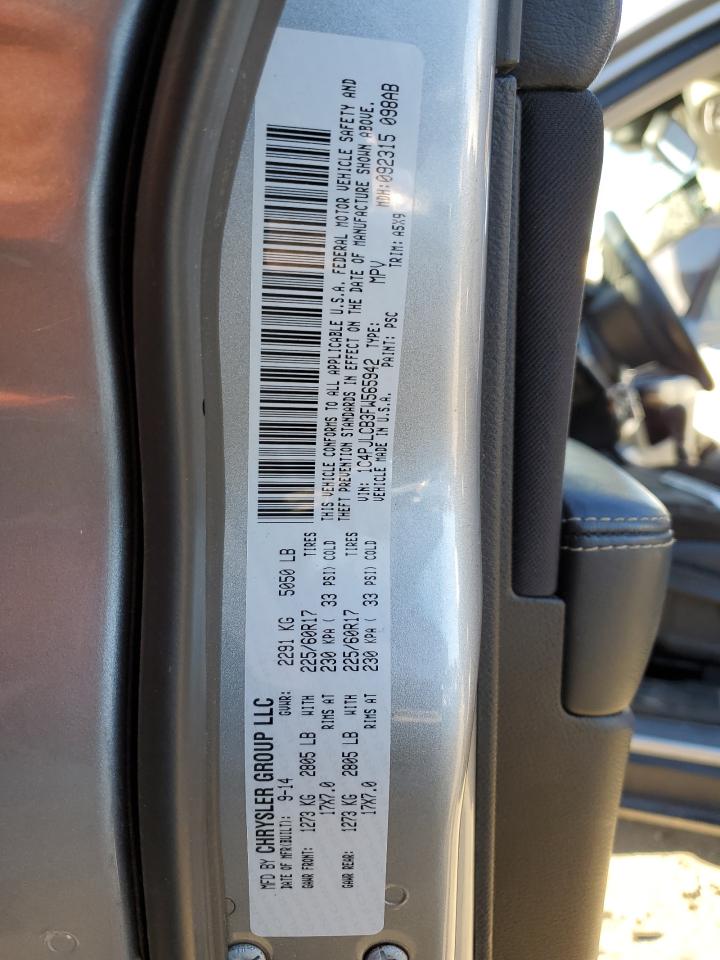 MFD BY CHRYSLER GROUP LLC
DATE OF MFR(BUILT): 9-14 GVWR: 2291 KG 5050 LB
GAWR FRONT: 1273 KG 2805 LB WITH 225/60R17 TIRES
17X7.0 RIMS AT 230 KPA ( 33 PSI) COLD
GAWR REAR: 1273 KG 2805 LB WITH 225/60R17 TIRES
17X7.0 RIMS AT 230 KPA ( 33 PSI) COLD
THIS VEHICLE CONFORMS TO ALL APPLICABLE U.S.A. FEDERAL MOTOR VEHICLE SAFETY AND
THEFT PREVENTION STANDARDS IN EFFECT ON THE DATE OF MANUFACTURE SHOWN ABOVE.
VIN: 1C4PJLCB3FW565942 TYPE: MPV MDH:092315 098AB
VEHICLE MADE IN U.S.A. PAINT: PSC TRIM: A5X9